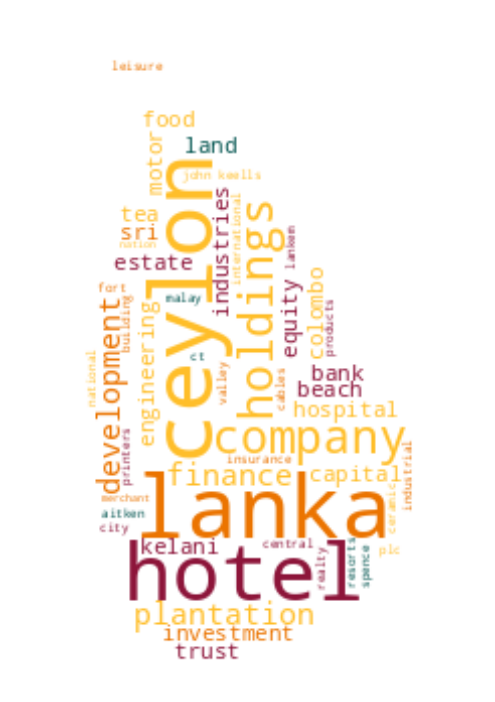 leisure
food
motor
land
john keells
tea
sri
nation
estate
ceylon
industries
international
holdings
lanken
equity
colombo
products
malay
fort
building
development
engineering
national
ct
valley
cables
bank
beach
hospital
company
printers
insurance
finance
capital
industrial
ceramic
merchant
lanka
aitken
city
kelani
central
plc
hotel
realty
resorts
spence
plantation
investment
trust